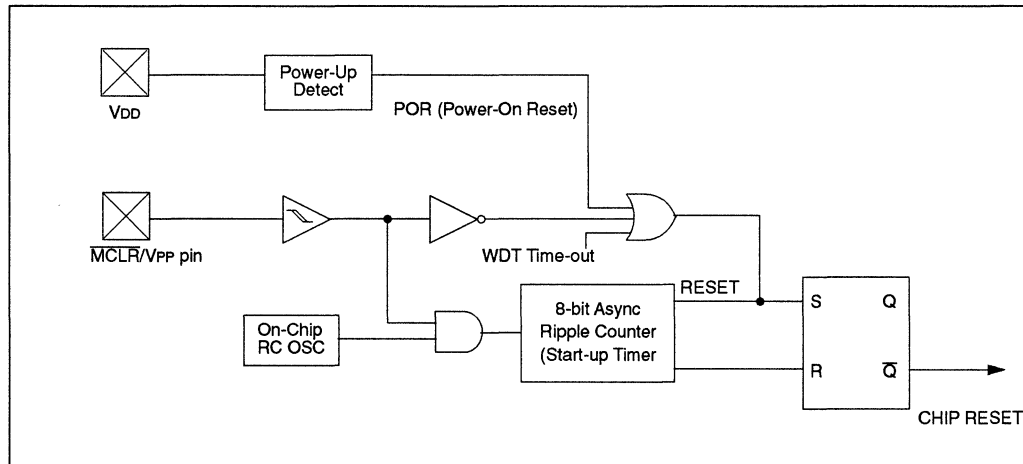 Power-Up
Detect
VDD
POR (Power-On Reset)
MCLR/VPP pin
WDT Time-out
RESET
8-bit Async
Ripple Counter
(Start-up Timer
On-Chip
RC OSC
S Q
R Q
CHIP RESET